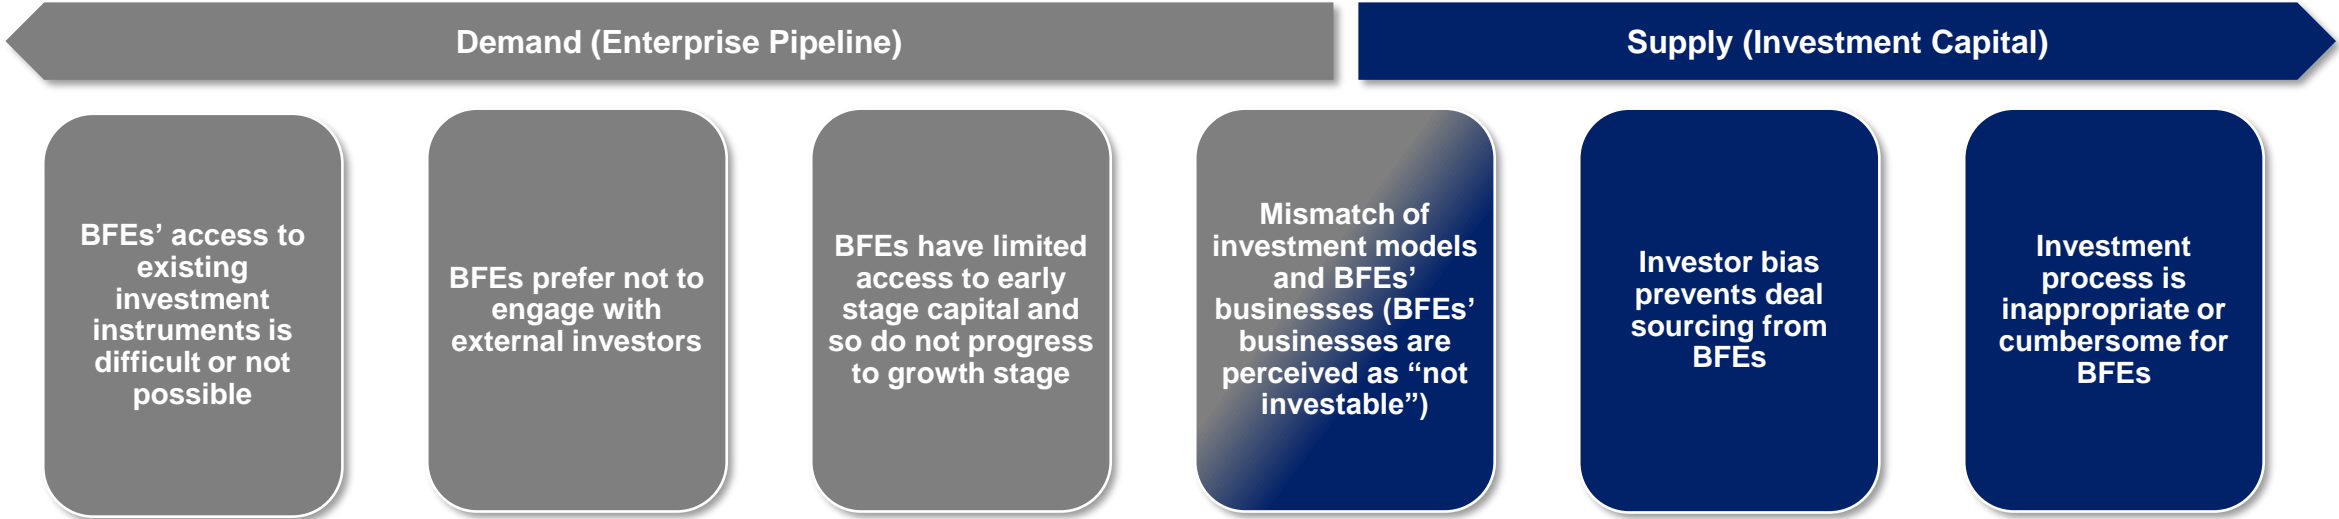 Demand (Enterprise Pipeline)
Supply (Investment Capital)
BFEs’ access to
existing
investment
instruments is
difficult or not
possible
BFEs prefer not to
engage with
external investors
BFEs have limited
access to early
stage capital and
so do not progress
to growth stage
Mismatch of
investment models
and BFEs’
businesses (BFEs’
businesses are
perceived as “not
investable”)
Investor bias
prevents deal
sourcing from
BFEs
Investment
process is
inappropriate or
cumbersome for
BFEs